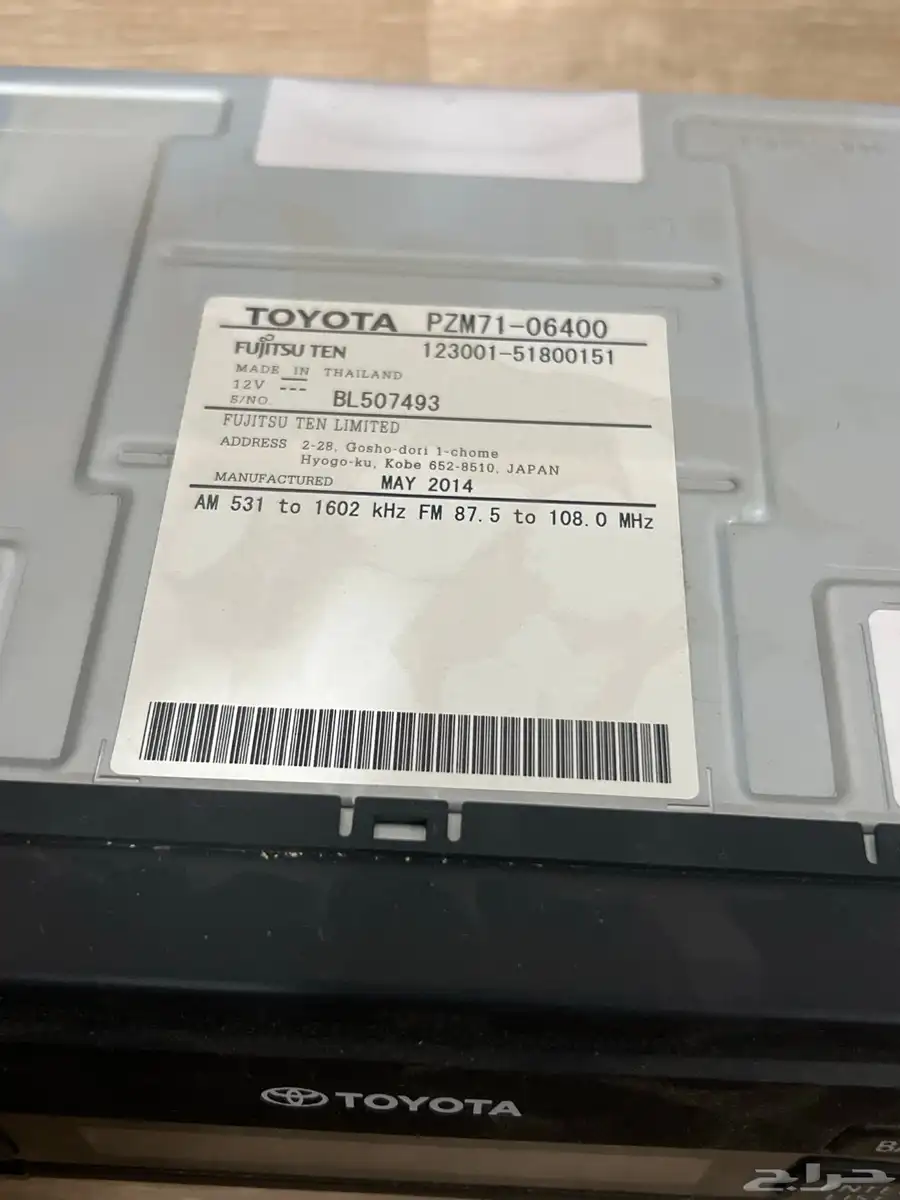 TOYOTA PZM71-06400
FUJITSU TEN 123001-51800151
MADE IN THAILAND
12V
S/NO. BL507493
FUJITSU TEN LIMITED
ADDRESS 2-28, Gosho-dori 1-chome
Hyogo-ku, Kobe 652-8510, JAPAN
MANUFACTURED MAY 2014
AM 531 to 1602 kHz FM 87.5 to 108.0 MHz
TOYOTA
حراج